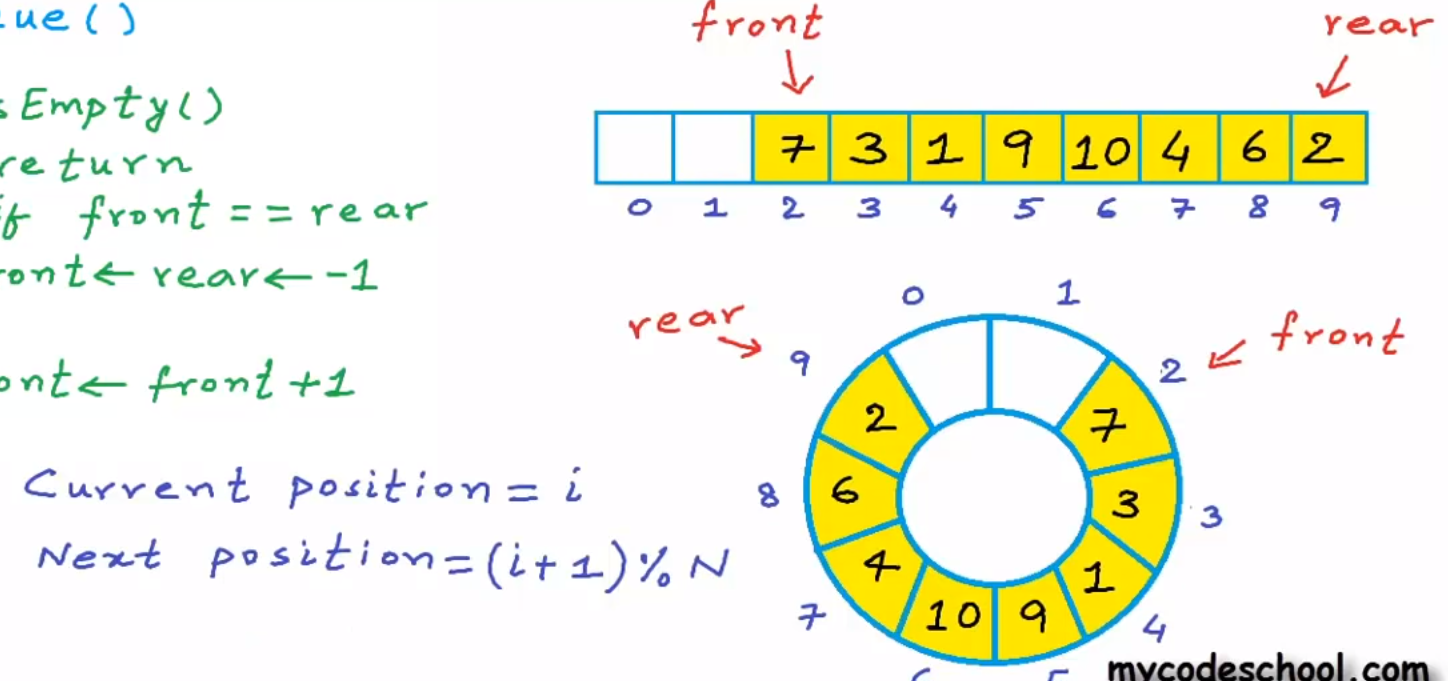 ue()
sEmpty()
return
if front == rear
ront ← rear ← -1
ont ← front +1
Current position = i
Next position = (i+1)%N
front
rear
7 3 1 9 10 4 6 2
0 1 2 3 4 5 6 7 8 9
0 1
rear
front
9 2
2 7
8 6 3 3
4 1
7 10 9 4
mycodeschool.com